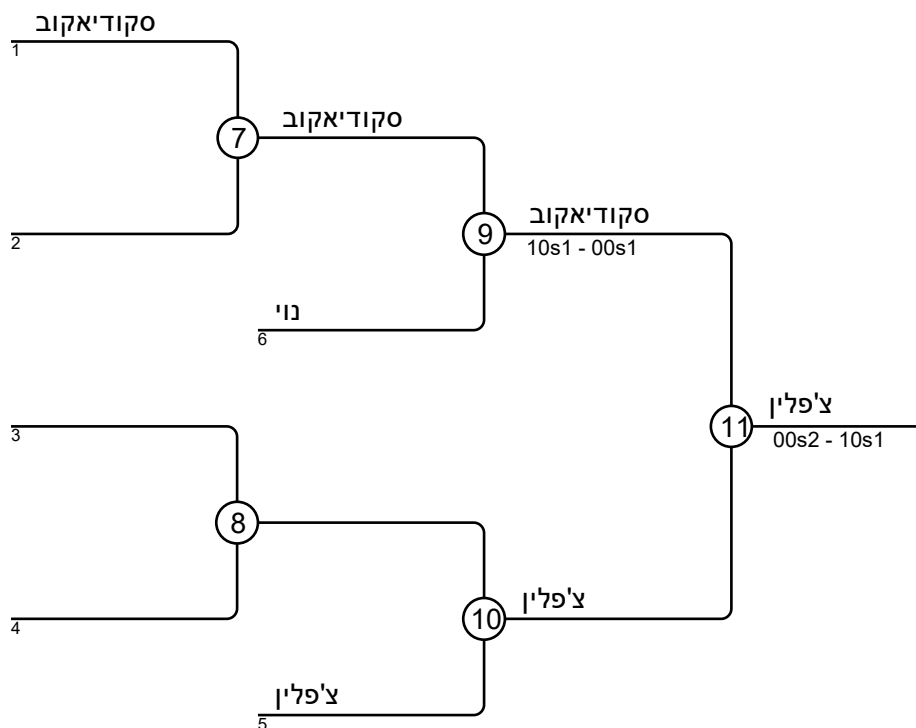 סקודיאקוב
1
7
סקודיאקוב
2
9
סקודיאקוב
10s1 - 00s1
נוי
6
3
11
צ'פלין
00s2 - 10s1
8
4
10
צ'פלין
צ'פלין
5